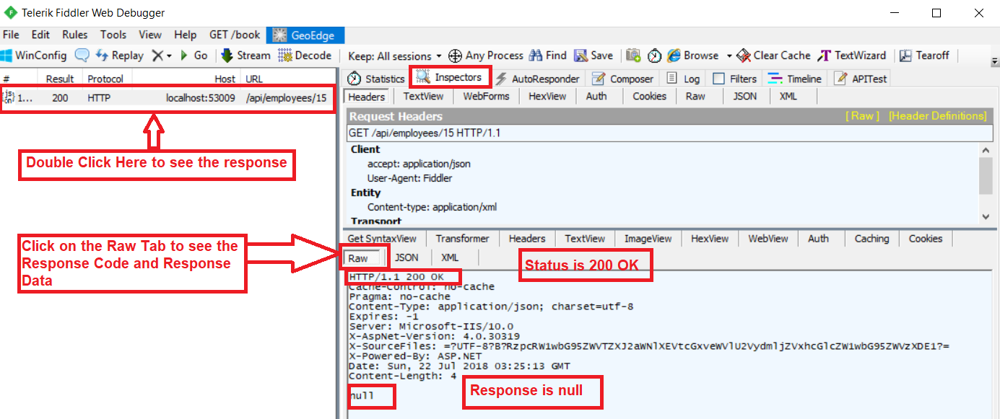 Telerik Fiddler Web Debugger
File Edit Rules Tools View Help GET /book GeoEdge
WinConfig Replay Go Stream Decode Keep: All sessions Any Process Find Save Browse Clear Cache TextWizard Tearoff
# Result Protocol Host URL
1... 200 HTTP localhost:53009 /api/employees/15
Double Click Here to see the response
Click on the Raw Tab to see the
Response Code and Response
Data
Statistics Inspectors AutoResponder Composer Log Filters Timeline APITest
Headers TextView WebForms HexView Auth Cookies Raw JSON XML
Request Headers [ Raw ] [Header Definitions]
GET /api/employees/15 HTTP/1.1
Client
accept: application/json
User-Agent: Fiddler
Entity
Content-type: application/xml
Transport
Get SyntaxView Transformer Headers TextView ImageView HexView WebView Auth Caching Cookies
Raw JSON XML
Status is 200 OK
HTTP/1.1 200 OK
Cache-Control: no-cache
Pragma: no-cache
Content-Type: application/json; charset=utf-8
Expires: -1
Server: Microsoft-IIS/10.0
X-AspNet-Version: 4.0.30319
X-SourceFiles: =?UTF-8?B?RzpcRW1wbG95ZWVTZXJ2aWNlXEVtcGxveWVlU2VydmljZVxhcGlcZW1wbG95ZWVzXDE1?=
X-Powered-By: ASP.NET
Date: Sun, 22 Jul 2018 03:25:13 GMT
Content-Length: 4
Response is null
null